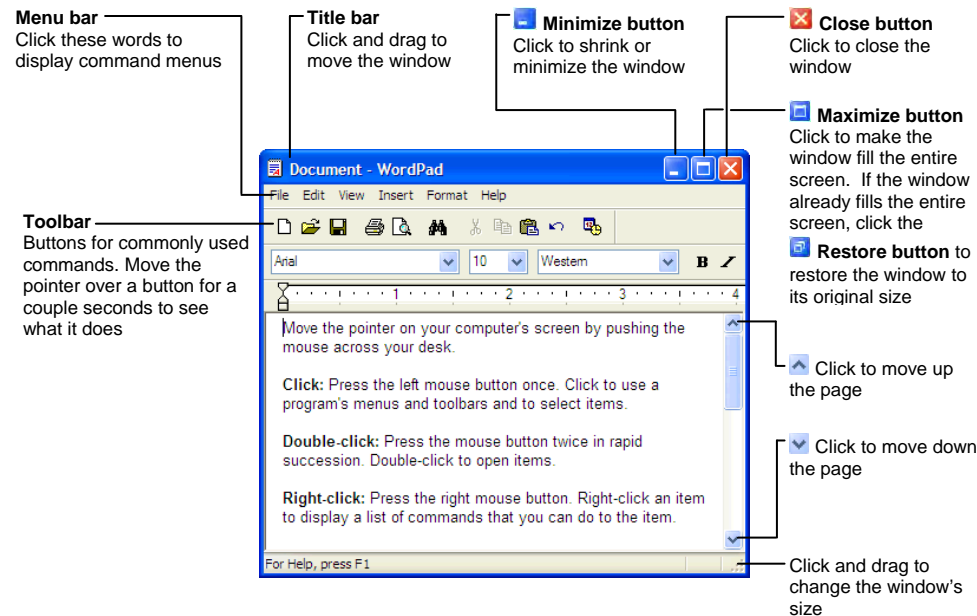 Menu bar
Click these words to
display command menus
Title bar
Click and drag to
move the window
Minimize button
Click to shrink or
minimize the window
Close button
Click to close the
window
Maximize button
Click to make the
window fill the entire
screen. If the window
already fills the entire
screen, click the
Restore button to
restore the window to
its original size
Toolbar
Buttons for commonly used
commands. Move the
pointer over a button for a
couple seconds to see
what it does
Document - WordPad
File Edit View Insert Format Help
Arial 10 Western B I
1 2 3 4
Move the pointer on your computer's screen by pushing the
mouse across your desk.
Click: Press the left mouse button once. Click to use a
program's menus and toolbars and to select items.
Double-click: Press the mouse button twice in rapid
succession. Double-click to open items.
Right-click: Press the right mouse button. Right-click an item
to display a list of commands that you can do to the item.
For Help, press F1
Click to move up
the page
Click to move down
the page
Click and drag to
change the window's
size